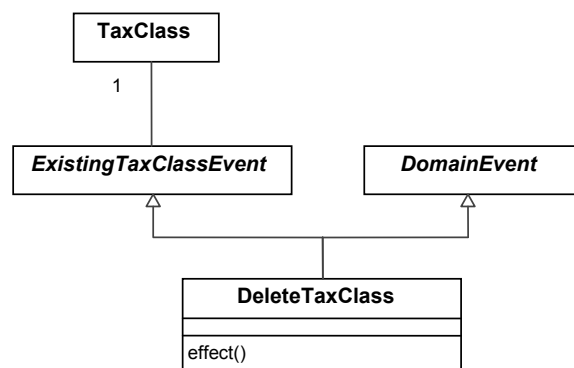 TaxClass
1
ExistingTaxClassEvent
DomainEvent
DeleteTaxClass
effect()